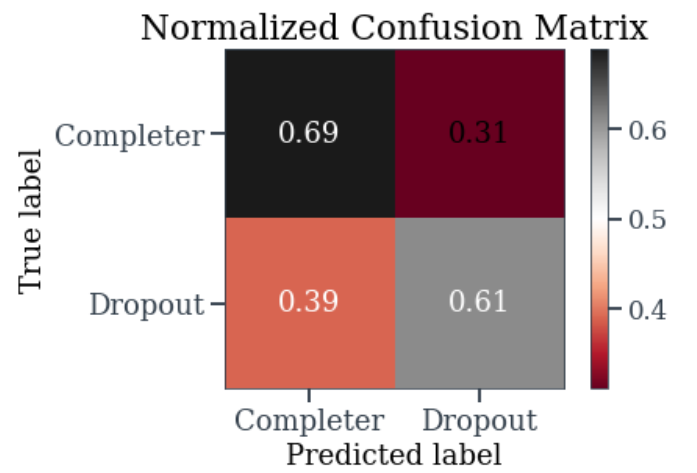 Normalized Confusion Matrix
True label
Completer
0.69
0.31
0.6
0.5
0.4
Dropout
0.39
0.61
Completer
Dropout
Predicted label